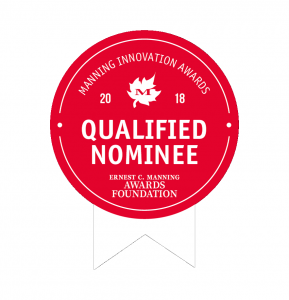 MANNING INNOVATION AWARDS
M
20 18
QUALIFIED
NOMINEE
ERNEST C. MANNING
AWARDS
FOUNDATION